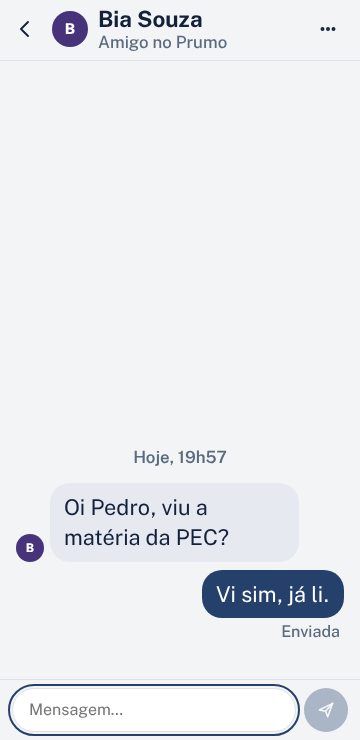 B
Bia Souza
Amigo no Prumo
Hoje, 19h57
Oi Pedro, viu a
matéria da PEC?
B
Vi sim, já li.
Enviada
Mensagem...